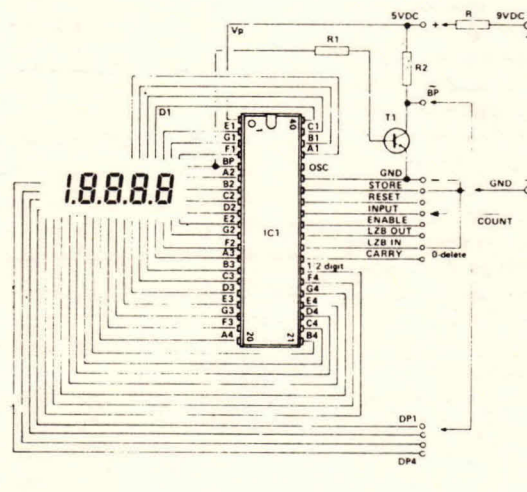 5VDC + R 9VDC
Vp
R1
R2
BP
T1
D1
L
E1
G1
F1
BP
A2
B2
C2
D2
E2
G2
F2
A3
B3
C3
D3
E3
G3
F3
A4
1
40
IC1
20
21
C1
B1
A1
OSC
GND
STORE
RESET
INPUT
ENABLE
LZB OUT
LZB IN
CARRY
1/2 digit
F4
G4
E4
D4
C4
B4
−
GND
COUNT
0-delete
1.8.8.8.8
DP1
DP4